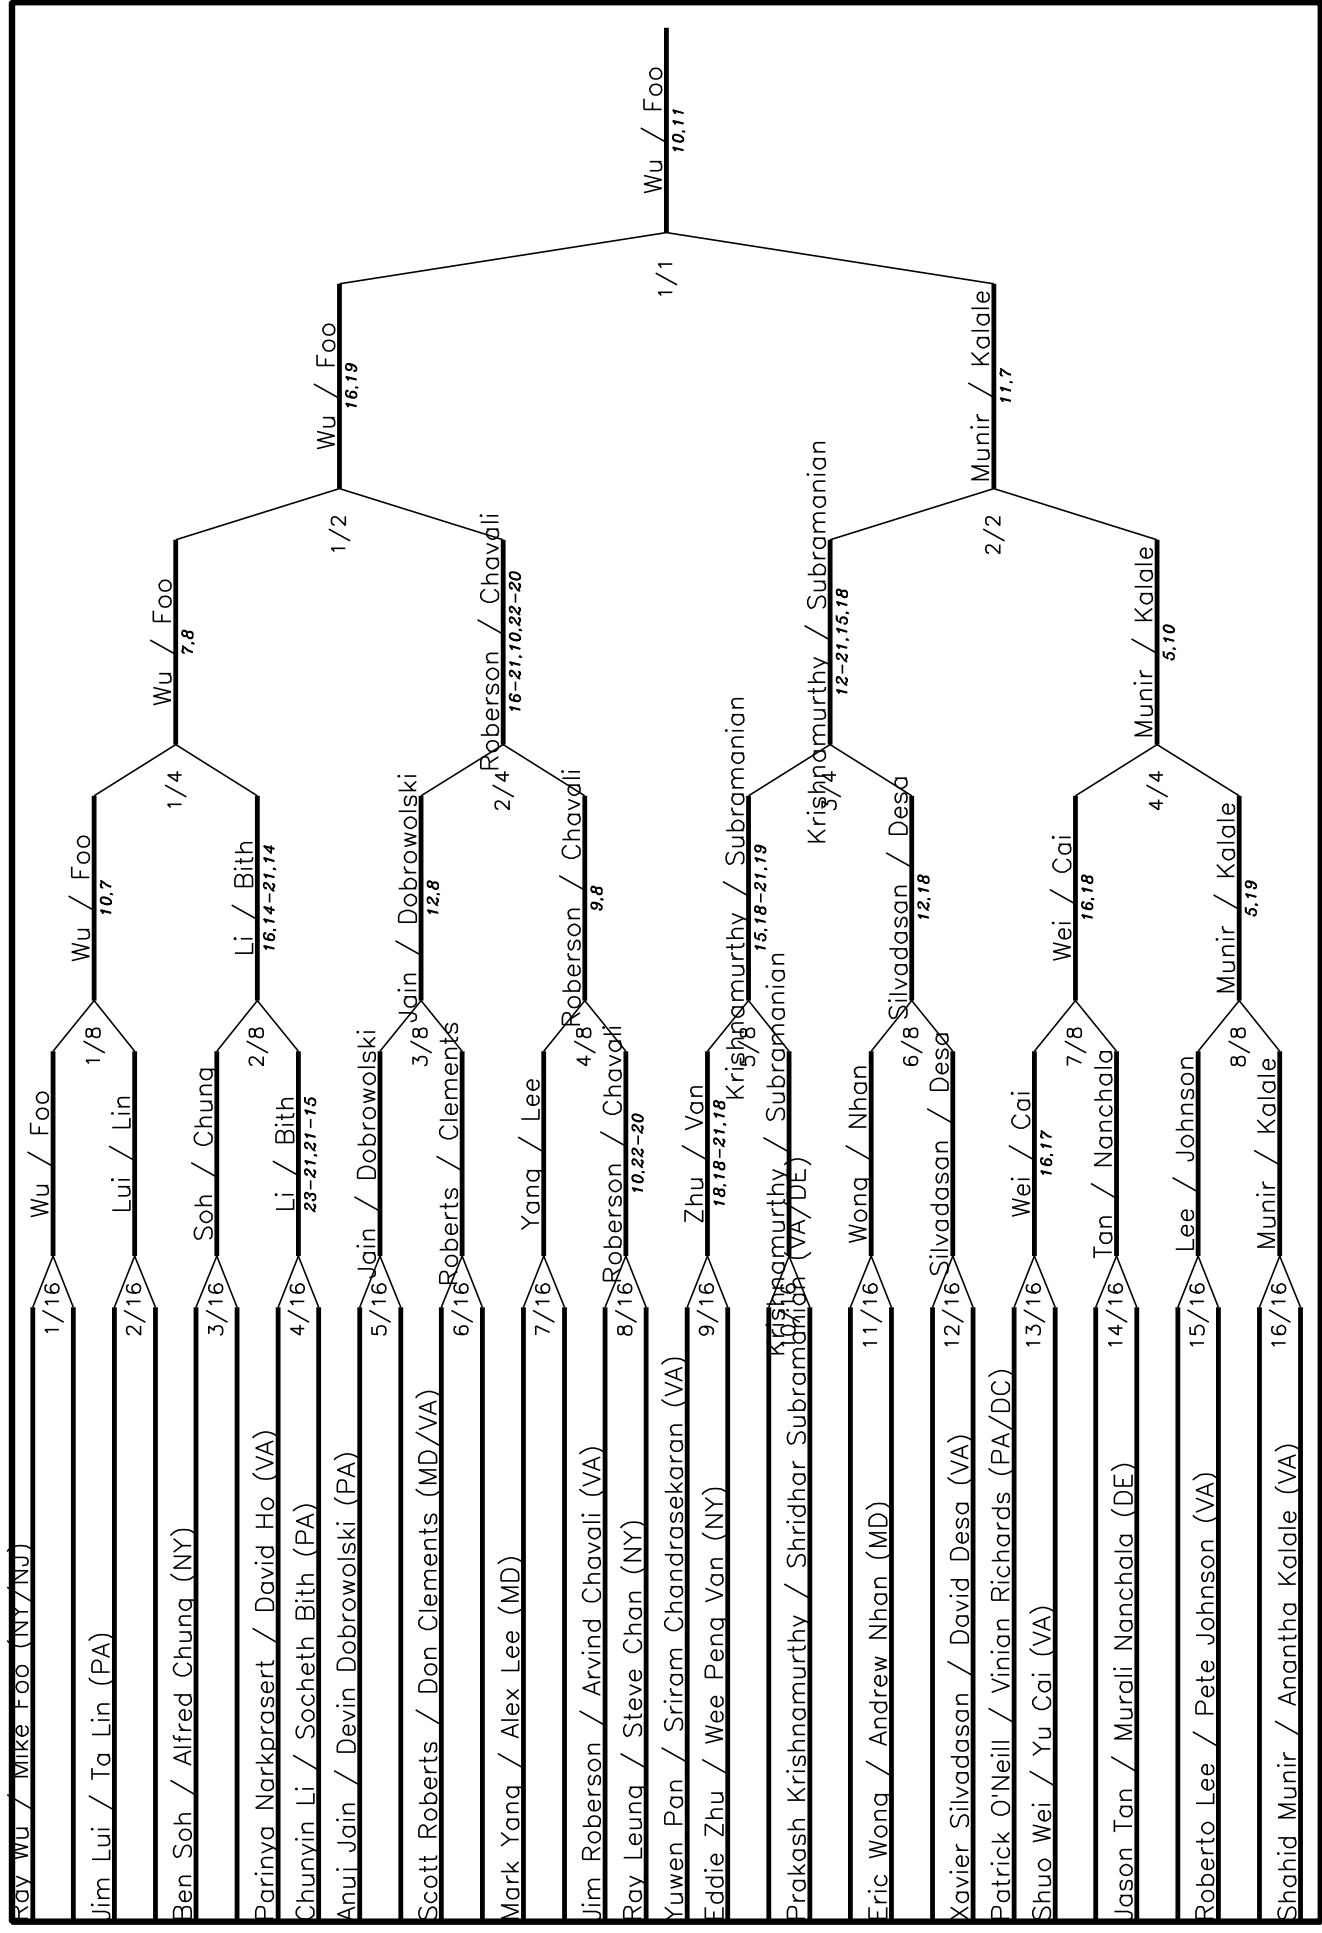 Ray Wu / Mike Foo (NY/NJ)
Jim Lui / Ta Lin (PA)
Ben Soh / Alfred Chung (NY)
Parinya Narkprasert / David Ho (VA)
Chunyin Li / Socheth Bith (PA)
Anuj Jain / Devin Dobrowolski (PA)
Scott Roberts / Don Clements (MD/VA)
Mark Yang / Alex Lee (MD)
Jim Roberson / Arvind Chavali (VA)
Ray Leung / Steve Chan (NY)
Yuwen Pan / Sriram Chandrasekaran (VA)
Eddie Zhu / Wee Peng Van (NY)
Prakash Krishnamurthy / Shridhar Subramanian (VA/DE)
Eric Wong / Andrew Nhan (MD)
Xavier Silvadasan / David Desa (VA)
Patrick O'Neill / Vinian Richards (PA/DC)
Shuo Wei / Yu Cai (VA)
Jason Tan / Murali Nanchala (DE)
Roberto Lee / Pete Johnson (VA)
Shahid Munir / Anantha Kalale (VA)
1/16
2/16
3/16
4/16
5/16
6/16
7/16
8/16
9/16
10/16
11/16
12/16
13/16
14/16
15/16
16/16
Wu / Foo
Lui / Lin
Soh / Chung
Li / Bith
23-21,21-15
Jain / Dobrowolski
Roberts / Clements
Yang / Lee
Roberson / Chavali
10,22-20
Zhu / Van
18,18-21,18
Krishnamurthy / Subramanian
Wong / Nhan
Silvadasan / Desa
Wei / Cai
16,17
Tan / Nanchala
Lee / Johnson
Munir / Kalale
1/8
2/8
3/8
4/8
5/8
6/8
7/8
8/8
Wu / Foo
10,7
Li / Bith
16,14-21,14
Jain / Dobrowolski
12,8
Roberson / Chavali
9,8
Krishnamurthy / Subramanian
15,18-21,19
Silvadasan / Desa
12,18
Wei / Cai
16,18
Munir / Kalale
5,19
1/4
2/4
3/4
4/4
Wu / Foo
7,8
Roberson / Chavali
16-21,10,22-20
Krishnamurthy / Subramanian
12-21,15,18
Munir / Kalale
5,10
1/2
2/2
Wu / Foo
16,19
Munir / Kalale
11,7
1/1
Wu / Foo
10,11